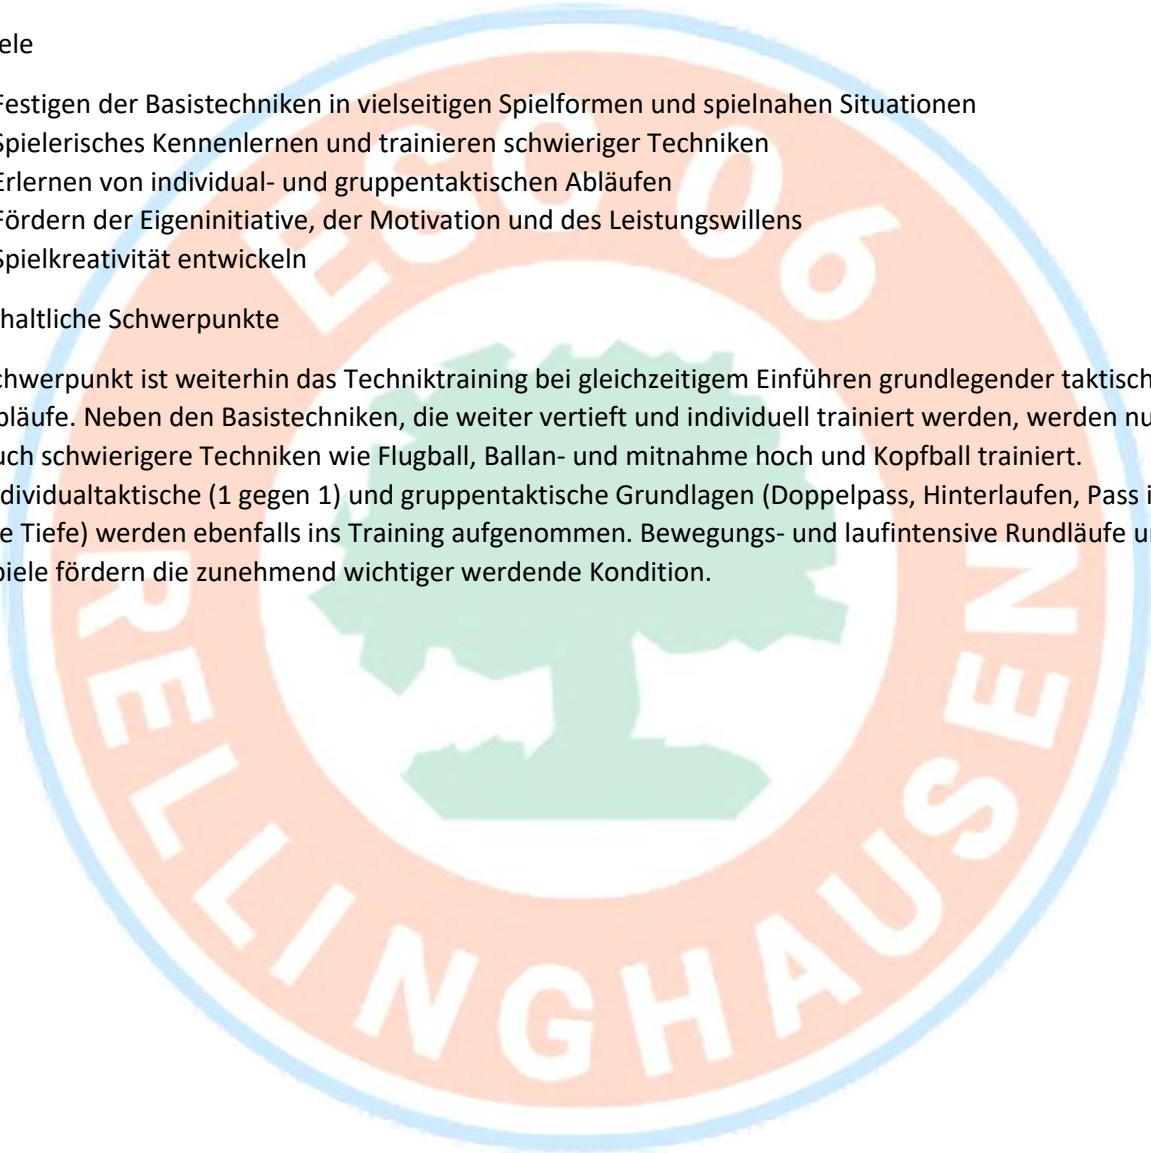 ele
Festigen der Basistechniken in vielseitigen Spielformen und spielnahen Situationen
Spielerisches Kennenlernen und trainieren schwieriger Techniken
Erlernen von individual- und gruppentaktischen Abläufen
Fördern der Eigeninitiative, der Motivation und des Leistungswillens
Spielkreativität entwickeln
haltliche Schwerpunkte
chwerpunkt ist weiterhin das Techniktraining bei gleichzeitigem Einführen grundlegender taktisch
bläufe. Neben den Basistechniken, die weiter vertieft und individuell trainiert werden, werden nu
uch schwierigere Techniken wie Flugball, Ballan- und mitnahme hoch und Kopfball trainiert.
dividualtaktische (1 gegen 1) und gruppentaktische Grundlagen (Doppelpass, Hinterlaufen, Pass i
e Tiefe) werden ebenfalls ins Training aufgenommen. Bewegungs- und laufintensive Rundläufe u
piele fördern die zunehmend wichtiger werdende Kondition.
ESC 06
RELLINGHAUSEN